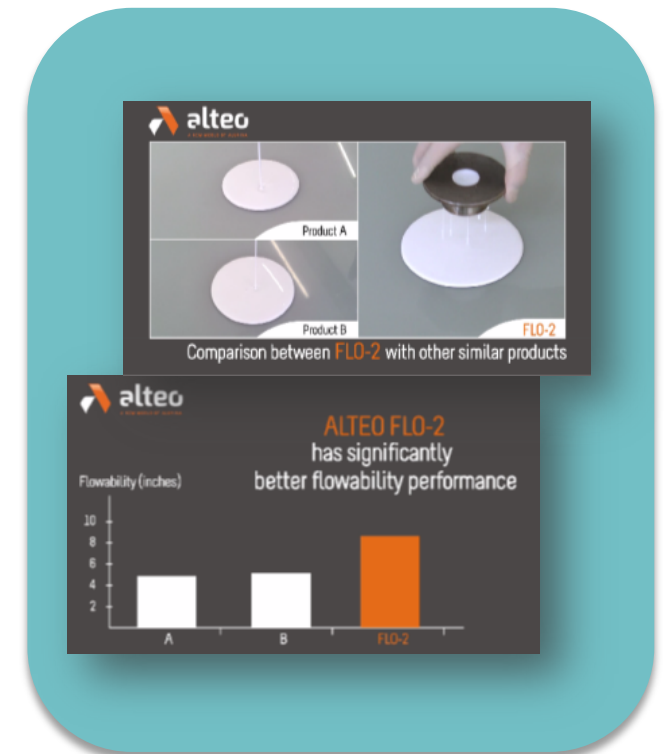 alteo
Product A
Product B
FLO-2
Comparison between FLO-2 with other similar products
alteo
ALTEO FLO-2
has significantly
better flowability performance
Flowability (inches)
10
8
6
4
2
A
B
FLO-2